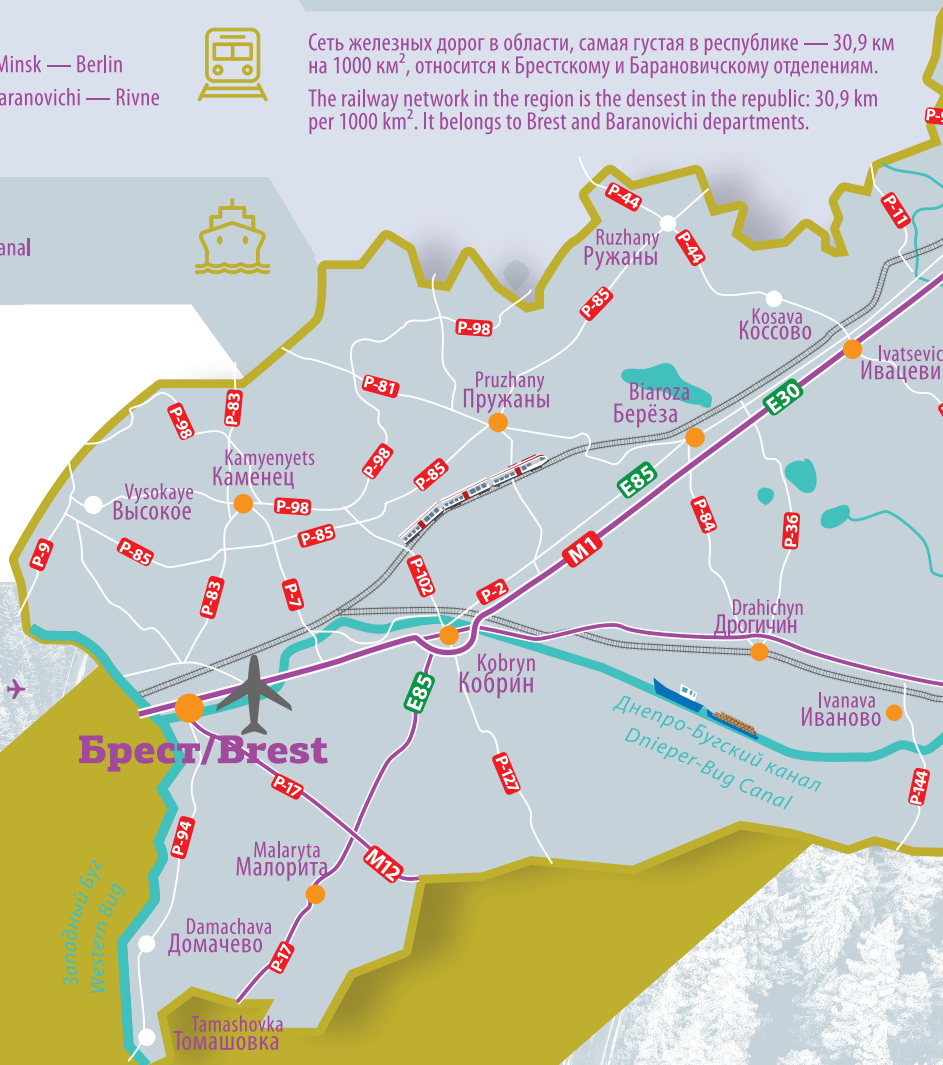 Minsk — Berlin
Baranovichi — Rivne
Сеть железных дорог в области, самая густая в республике — 30,9 км
на 1000 км², относится к Брестскому и Барановичскому отделениям.
The railway network in the region is the densest in the republic: 30,9 km
per 1000 km². It belongs to Brest and Baranovichi departments.
anal
P-44
P-11
Ruzhany
Ружаны
P-44
P-85
P-98
Kosava
Коссово
Ivatsevic
Ивацеви
P-81
Pruzhany
Пружаны
Biaroza
Берёза
E30
P-98
P-83
Kamyenyets
Каменец
P-98
P-85
E85
Vysokaye
Высокое
P-98
P-84
P-36
P-9
P-85
P-85
M1
P-83
P-7
P-102
P-2
Drahichyn
Дрогичин
Kobryn
Кобрин
E85
Ivanava
Иваново
Днепро-Бугский канал
Dnieper-Bug Canal
Брест/Brest
P-17
P-127
P-144
P-94
Malaryta
Малорита
M12
Западный Буг
Western Bug
Damachava
Домачево
P-17
Tamashovka
Томашовка